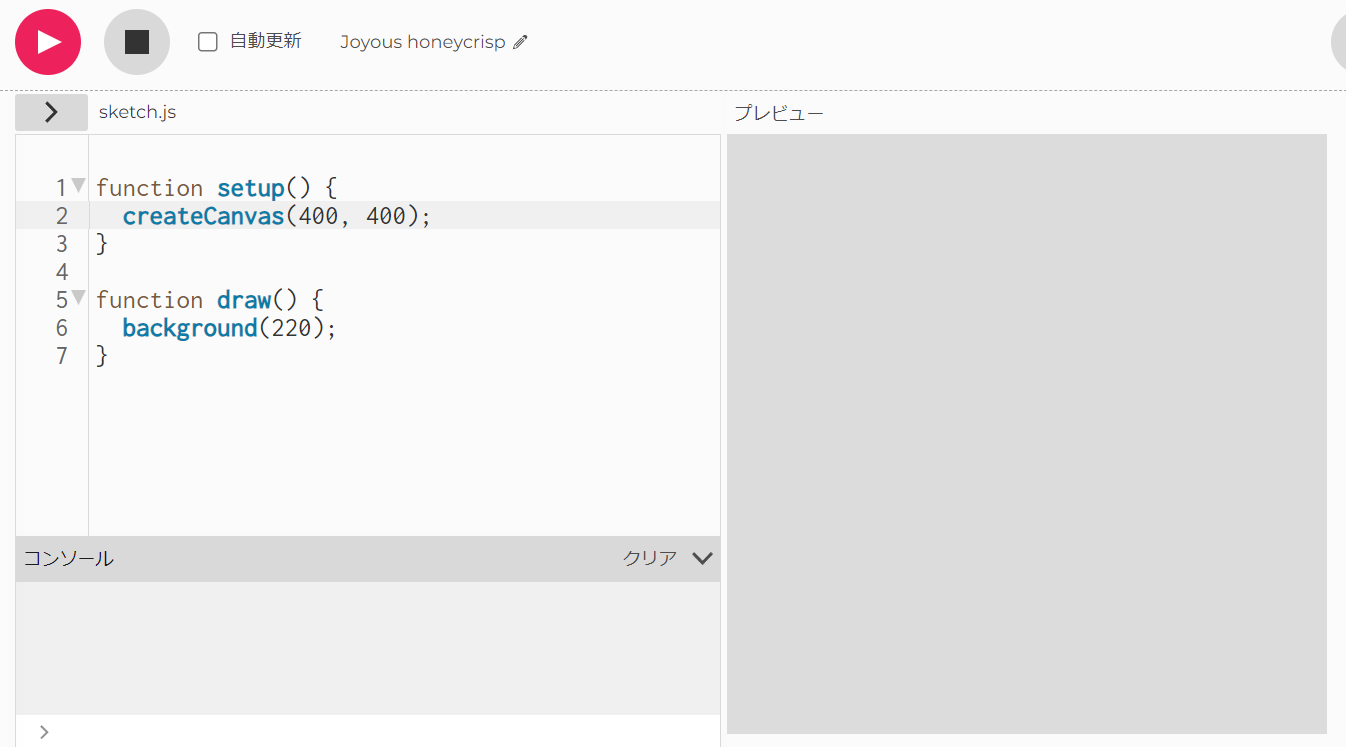 自動更新 Joyous honeycrisp
sketch.js
プレビュー
1 function setup() {
2 createCanvas(400, 400);
3 }
4
5 function draw() {
6 background(220);
7 }
コンソール クリア